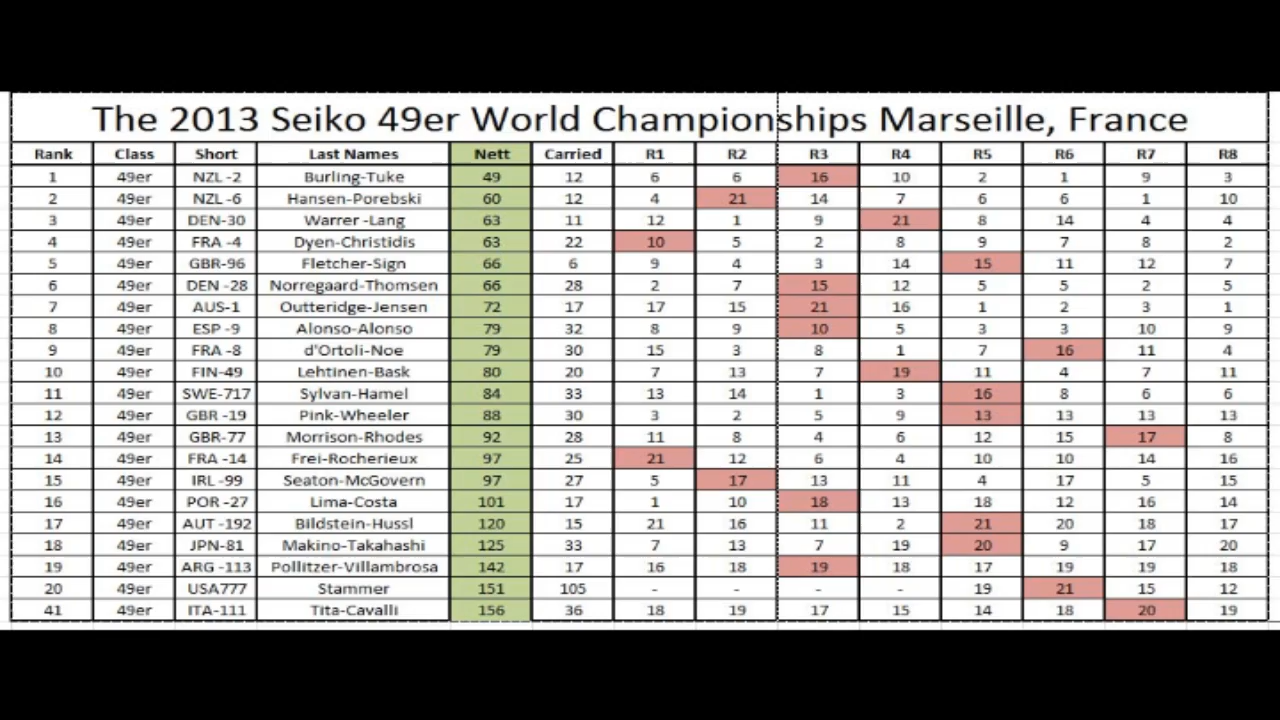 The 2013 Seiko 49er World Championships Marseille, France
Rank Class Short Last Names Nett Carried R1 R2 R3 R4 R5 R6 R7 R8
1 49er NZL -2 Burling-Tuke 49 12 6 6 16 10 2 1 9 3
2 49er NZL -6 Hansen-Porebski 60 12 4 21 14 7 6 6 1 10
3 49er DEN-30 Warrer -Lang 63 11 12 1 9 21 8 14 4 4
4 49er FRA -4 Dyen-Christidis 63 22 10 5 2 8 9 7 8 2
5 49er GBR-96 Fletcher-Sign 66 6 9 4 3 14 15 11 12 7
6 49er DEN -28 Norregaard-Thomsen 66 28 2 7 15 12 5 5 2 5
7 49er AUS-1 Outteridge-Jensen 72 17 17 15 21 16 1 2 3 1
8 49er ESP -9 Alonso-Alonso 79 32 8 9 10 5 3 3 10 9
9 49er FRA -8 d'Ortoli-Noe 79 30 15 3 8 1 7 16 11 4
10 49er FIN-49 Lehtinen-Bask 80 20 7 13 7 19 11 4 7 11
11 49er SWE-717 Sylvan-Hamel 84 33 13 14 1 3 16 8 6 6
12 49er GBR -19 Pink-Wheeler 88 30 3 2 5 9 13 13 13 13
13 49er GBR-77 Morrison-Rhodes 92 28 11 8 4 6 12 15 17 8
14 49er FRA -14 Frei-Rocherieux 97 25 21 12 6 4 10 10 14 16
15 49er IRL -99 Seaton-McGovern 97 27 5 17 13 11 4 17 5 15
16 49er POR -27 Lima-Costa 101 17 1 10 18 13 18 12 16 14
17 49er AUT -192 Bildstein-Hussl 120 15 21 16 11 2 21 20 18 17
18 49er JPN-81 Makino-Takahashi 125 33 7 13 7 19 20 9 17 20
19 49er ARG -113 Pollitzer-Villambrosa 142 17 16 18 19 18 17 19 19 18
20 49er USA777 Stammer 151 105 - - - - 19 21 15 12
41 49er ITA-111 Tita-Cavalli 156 36 18 19 17 15 14 18 20 19